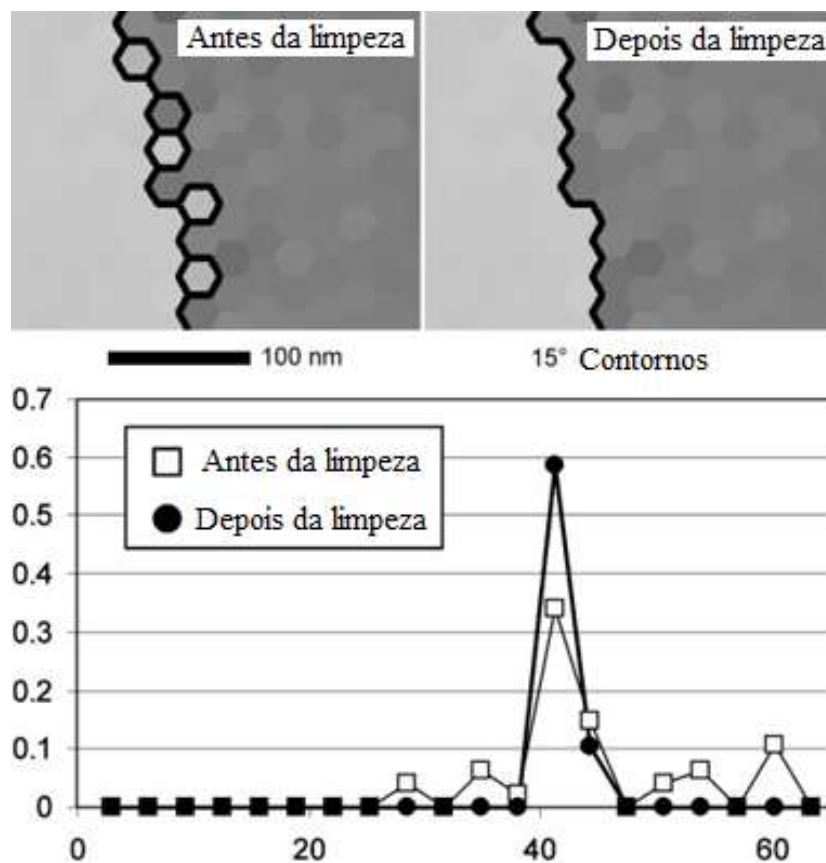 Antes da limpeza
Depois da limpeza
100 nm
15° Contornos
0.7
0.6
0.5
0.4
0.3
0.2
0.1
0
Antes da limpeza
Depois da limpeza
0 20 40 60